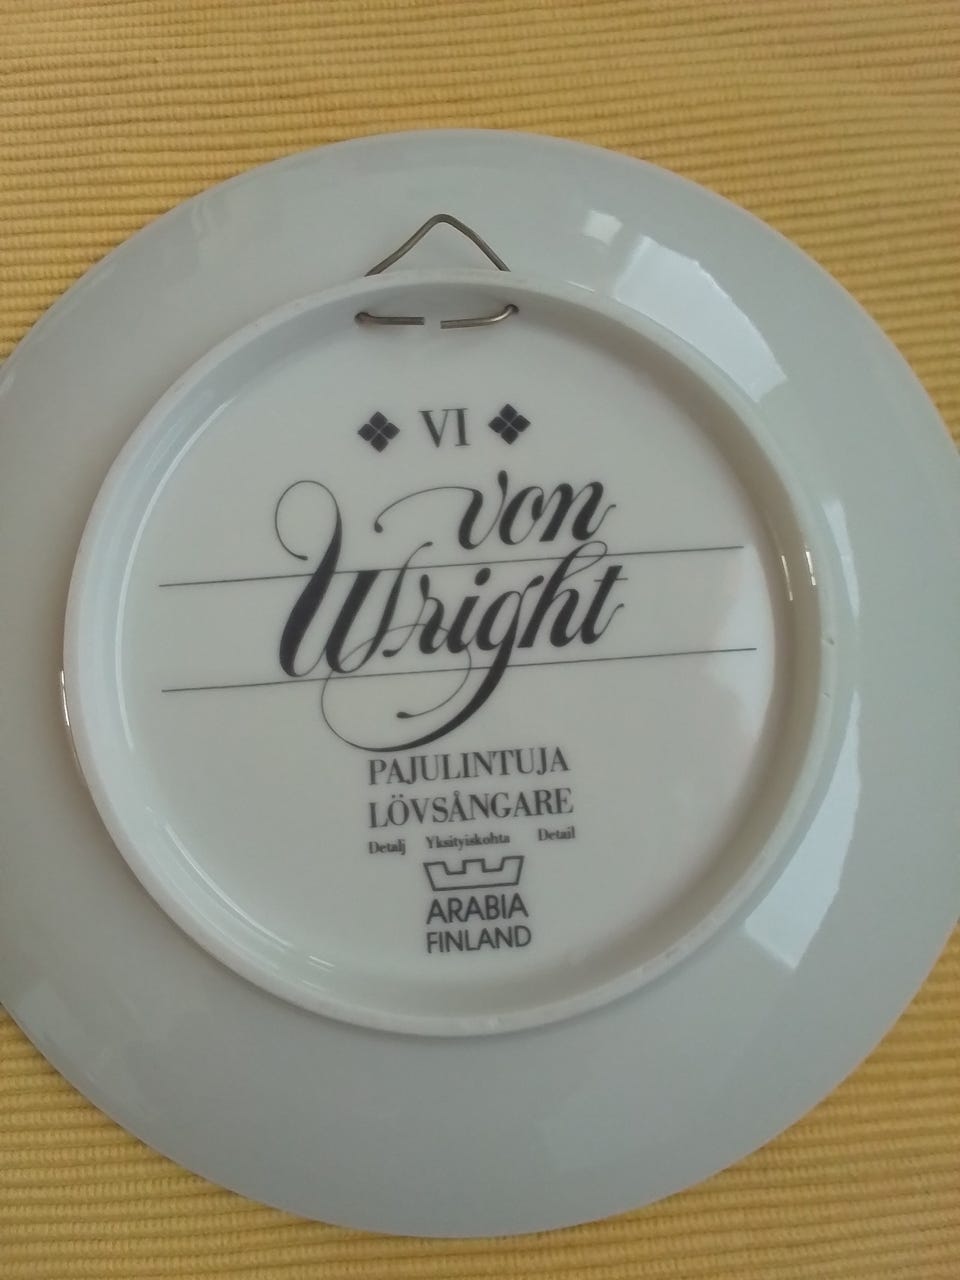 VI
von
Wright
PAJULINTUJA
LÖVSÅNGARE
Detalj Yksityiskohta Detail
ARABIA
FINLAND